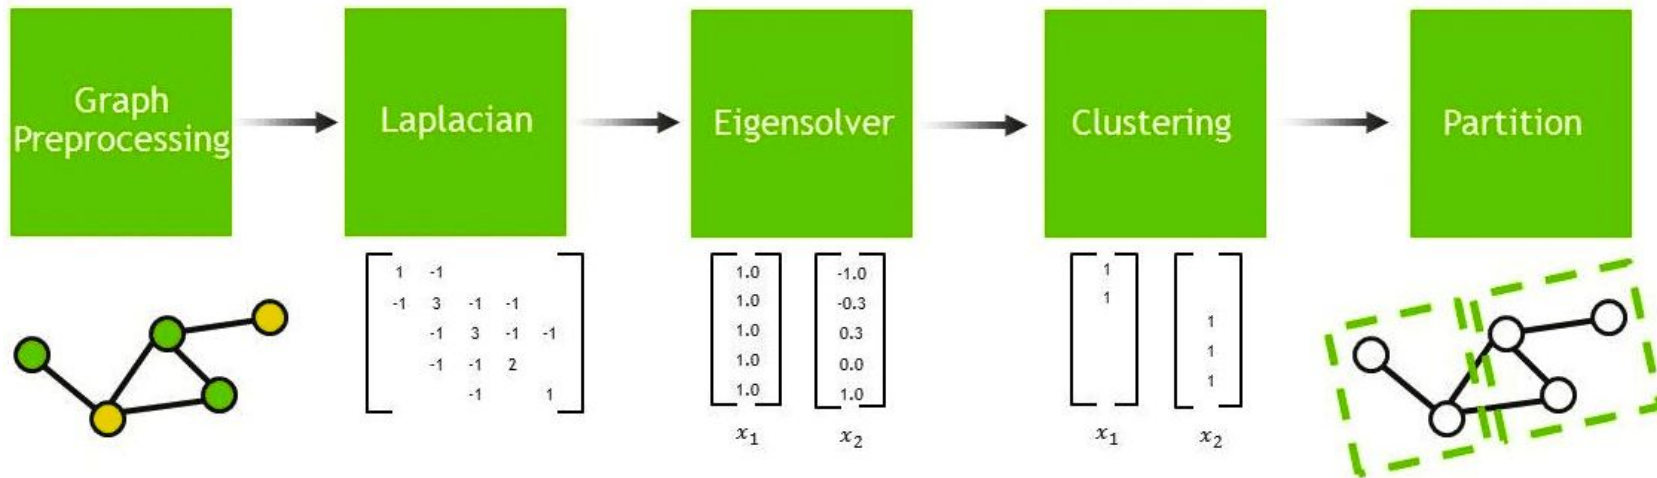 Graph
Preprocessing
Laplacian
Eigensolver
Clustering
Partition
1 -1
-1 3 -1 -1
-1 3 -1 -1
-1 -1 2
-1 1
1.0
1.0
1.0
1.0
1.0
x₁
-1.0
-0.3
0.3
0.0
1.0
x₂
1
1
x₁
1
1
1
x₂